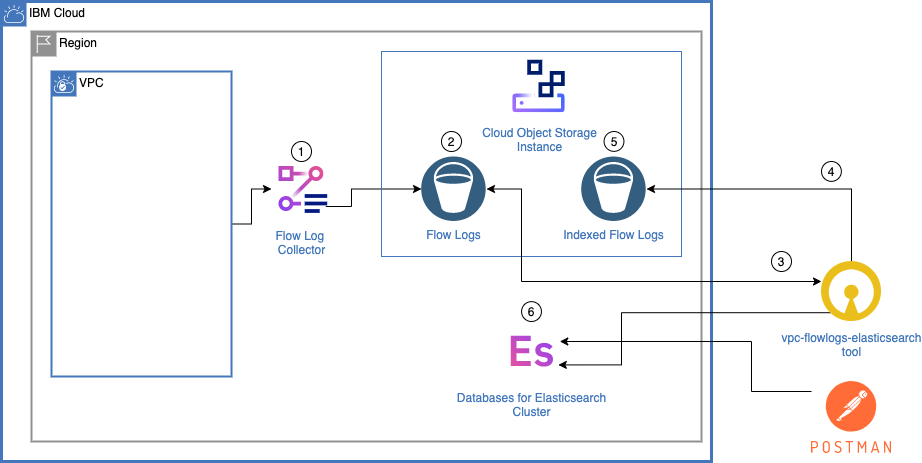 IBM Cloud
Region
VPC
Cloud Object Storage
Instance
1
2
5
4
Flow Log
Collector
Flow Logs
Indexed Flow Logs
3
6
Es
vpc-flowlogs-elasticsearch
tool
Databases for Elasticsearch
Cluster
POSTMAN